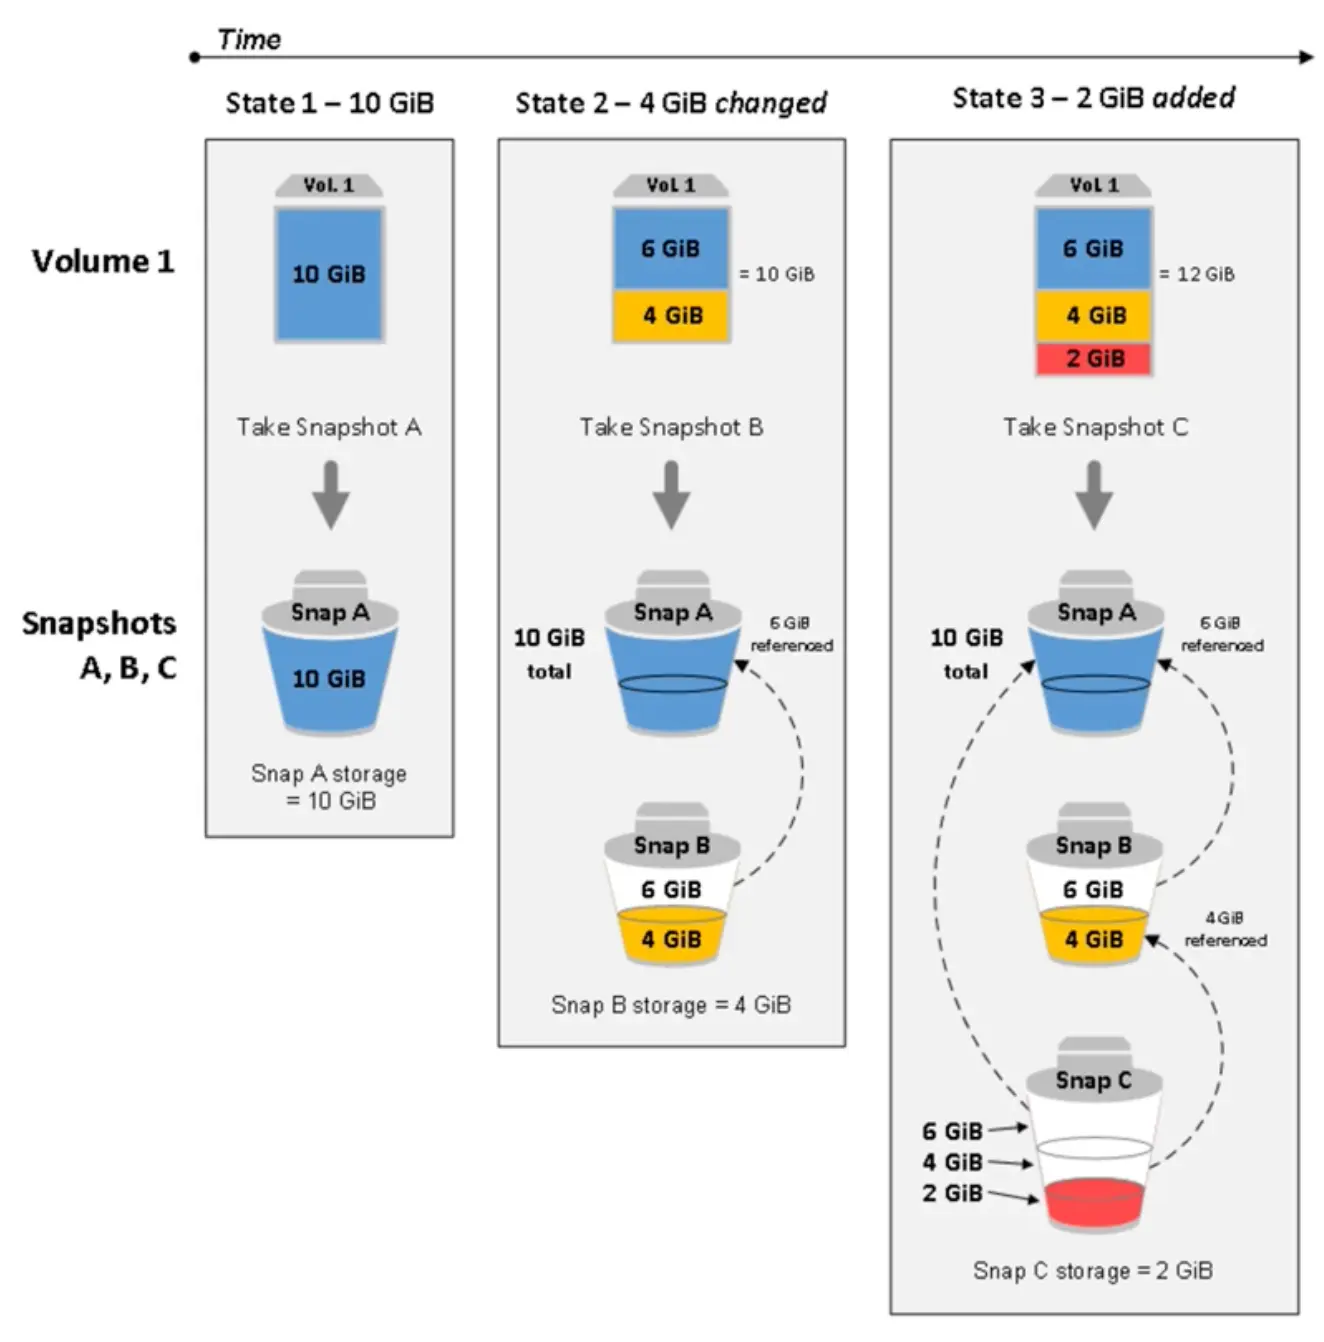 Time
State 1 – 10 GiB
State 2 – 4 GiB changed
State 3 – 2 GiB added
Volume 1
Vol. 1
10 GiB
Take Snapshot A
Vol. 1
6 GiB
4 GiB
= 10 GiB
Take Snapshot B
Vol. 1
6 GiB
4 GiB
2 GiB
= 12 GiB
Take Snapshot C
Snapshots
A, B, C
Snap A
10 GiB
Snap A storage
= 10 GiB
10 GiB
total
Snap A
6 GiB
referenced
Snap B
6 GiB
4 GiB
Snap B storage = 4 GiB
10 GiB
total
Snap A
6 GiB
referenced
Snap B
6 GiB
4 GiB
4 GiB
referenced
Snap C
6 GiB
4 GiB
2 GiB
Snap C storage = 2 GiB